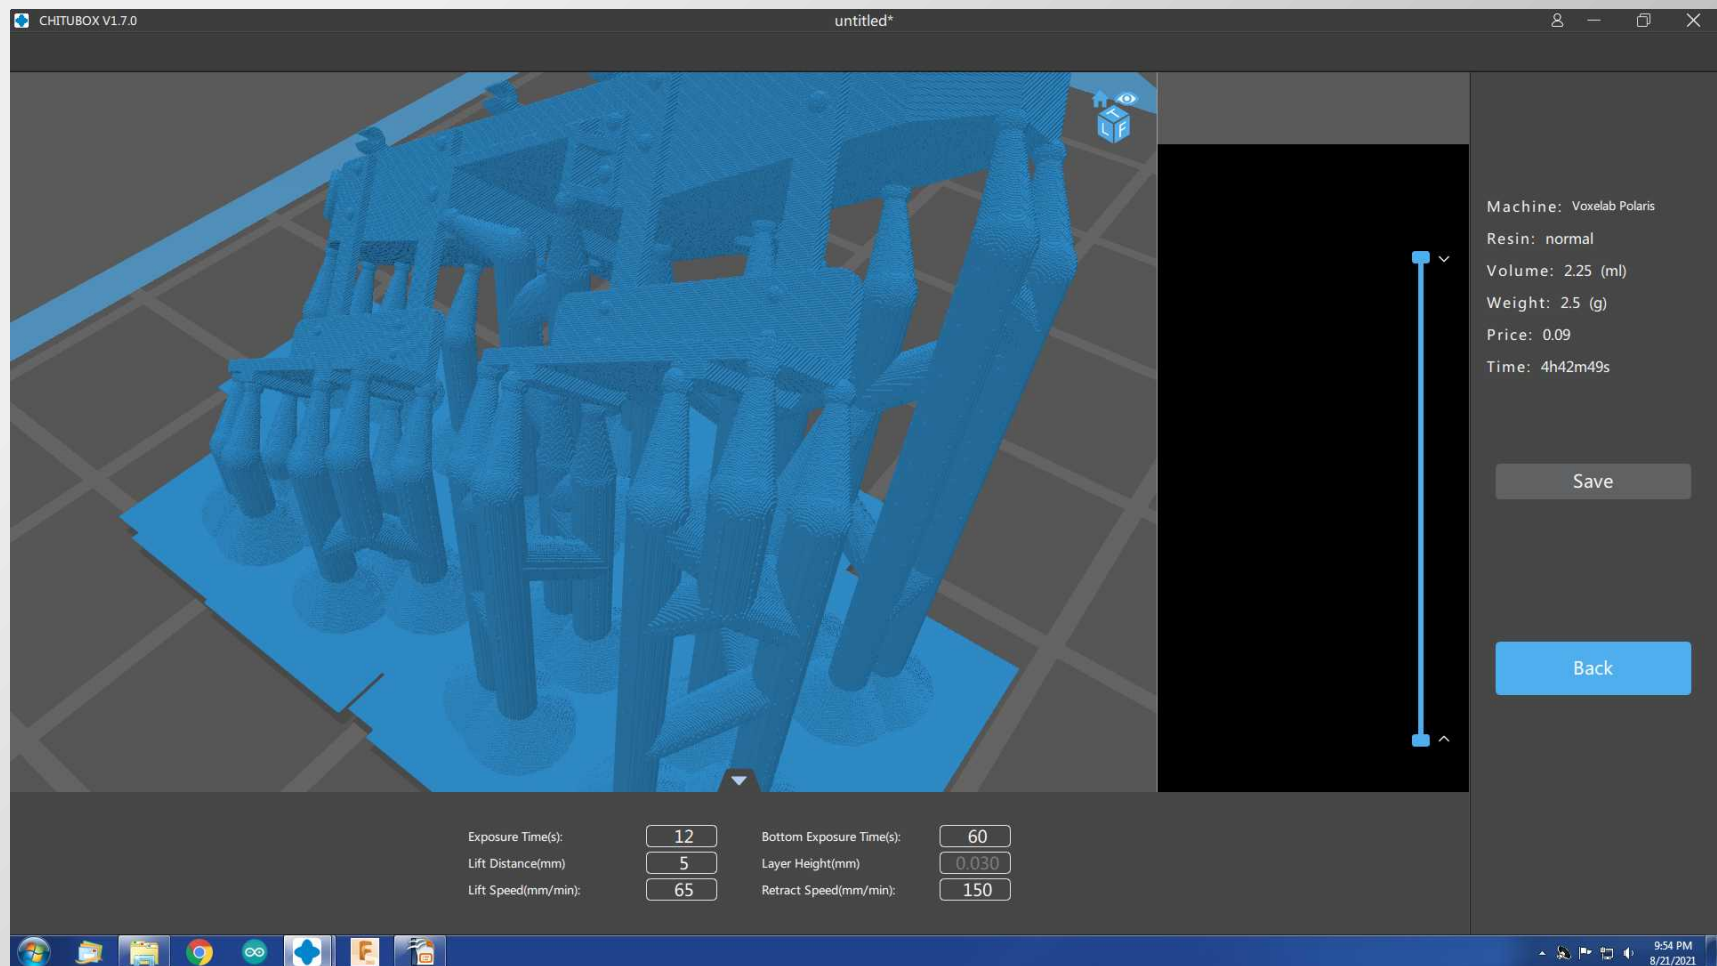 CHITUBOX V1.7.0
untitled*
T
L F
Machine: Voxelab Polaris
Resin: normal
Volume: 2.25 (ml)
Weight: 2.5 (g)
Price: 0.09
Time: 4h42m49s
Save
Back
Exposure Time(s): 12 Bottom Exposure Time(s): 60
Lift Distance(mm) 5 Layer Height(mm) 0.030
Lift Speed(mm/min): 65 Retract Speed(mm/min): 150
9:54 PM
8/21/2021